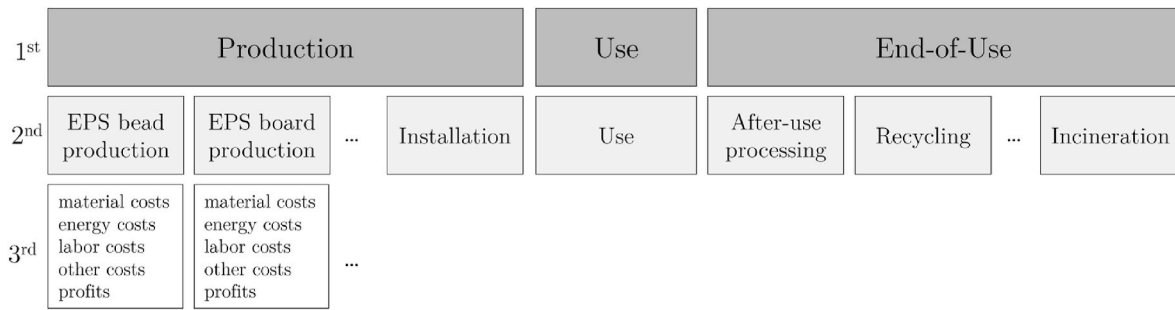 1st
Production
Use
End-of-Use
2nd
EPS bead
production
EPS board
production
...
Installation
Use
After-use
processing
Recycling
...
Incineration
3rd
material costs
energy costs
labor costs
other costs
profits
material costs
energy costs
labor costs
other costs
profits
...